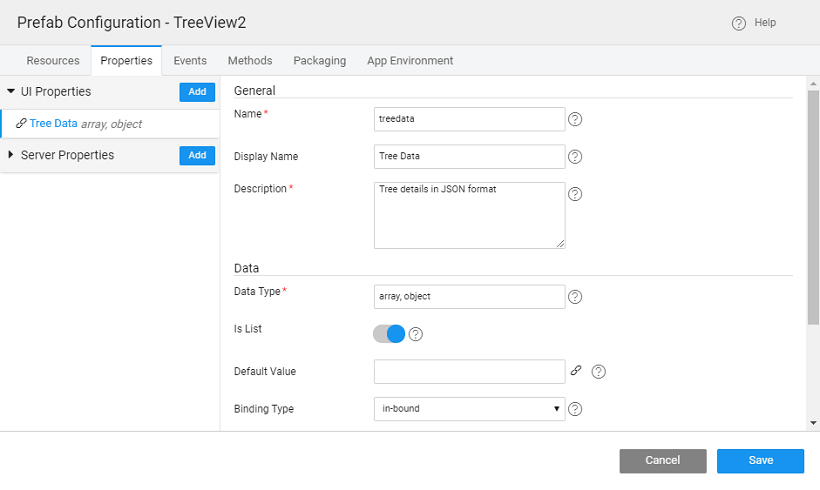 Prefab Configuration - TreeView2
Help
Resources Properties Events Methods Packaging App Environment
UI Properties Add
Tree Data array, object
Server Properties Add
General
Name* treedata
Display Name Tree Data
Description* Tree details in JSON format
Data
Data Type* array, object
Is List
Default Value
Binding Type in-bound
Cancel Save